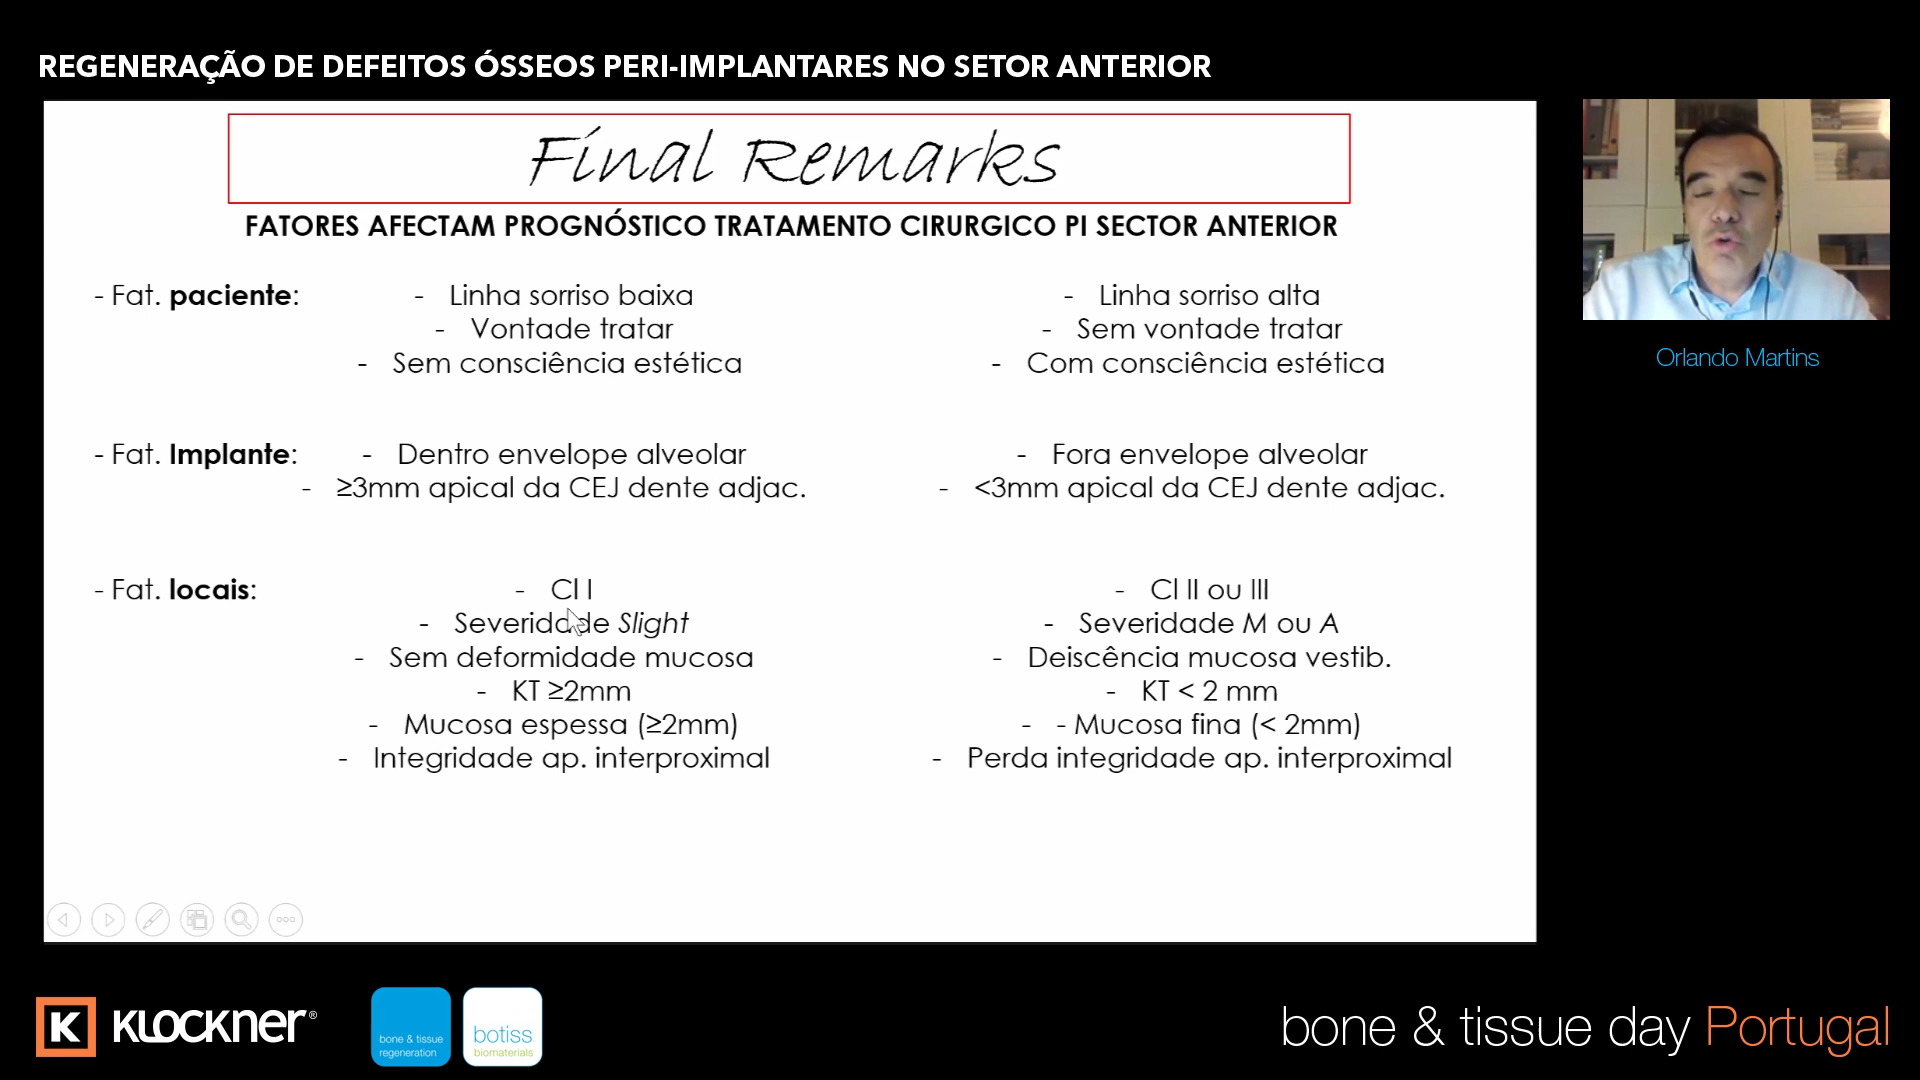 REGENERAÇÃO DE DEFEITOS ÓSSEOS PERI-IMPLANTARES NO SETOR ANTERIOR
Final Remarks
FATORES AFECTAM PROGNÓSTICO TRATAMENTO CIRURGICO PI SECTOR ANTERIOR
- Fat. paciente:
- Linha sorriso baixa
- Vontade tratar
- Sem consciência estética
- Linha sorriso alta
- Sem vontade tratar
- Com consciência estética
- Fat. Implante:
- Dentro envelope alveolar
- ≥3mm apical da CEJ dente adjac.
- Fora envelope alveolar
- <3mm apical da CEJ dente adjac.
- Fat. locais:
- Cl I
- Severidade Slight
- Sem deformidade mucosa
- KT ≥2mm
- Mucosa espessa (≥2mm)
- Integridade ap. interproximal
- Cl II ou III
- Severidade M ou A
- Deiscência mucosa vestib.
- KT < 2 mm
- - Mucosa fina (< 2mm)
- Perda integridade ap. interproximal
Orlando Martins
K KLOCKNER®
bone & tissue
regeneration
botiss
biomaterials
bone & tissue day Portugal